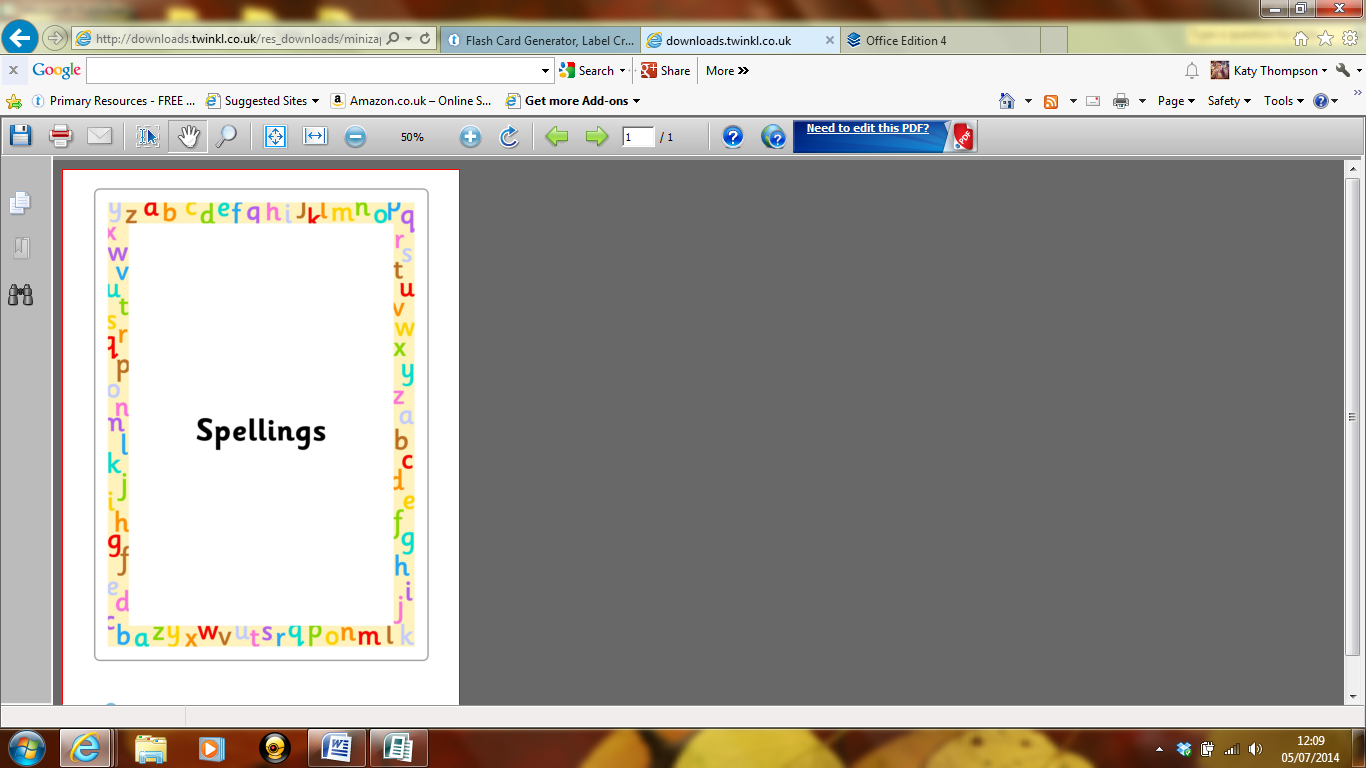 http://downloads.twinkl.co.uk/res_downloads/miniza
Flash Card Generator, Label Cr...
downloads.twinkl.co.uk
Office Edition 4
x Google Search Share More »
Katy Thompson
Primary Resources - FREE ...
Suggested Sites
Amazon.co.uk – Online S...
Get more Add-ons
Page
Safety
Tools
50%
1 / 1
Need to edit this PDF?
y z a b c d e f g h i j k l m n o p q
r
s
t
u
v
w
x
y
z
a
b
c
d
e
f
g
h
i
j
x
w
v
u
t
s
r
q
p
o
n
m
l
k
j
i
h
g
f
e
d
c
Spellings
b a z y x w v u t s r q p o n m l k
12:09
05/07/2014